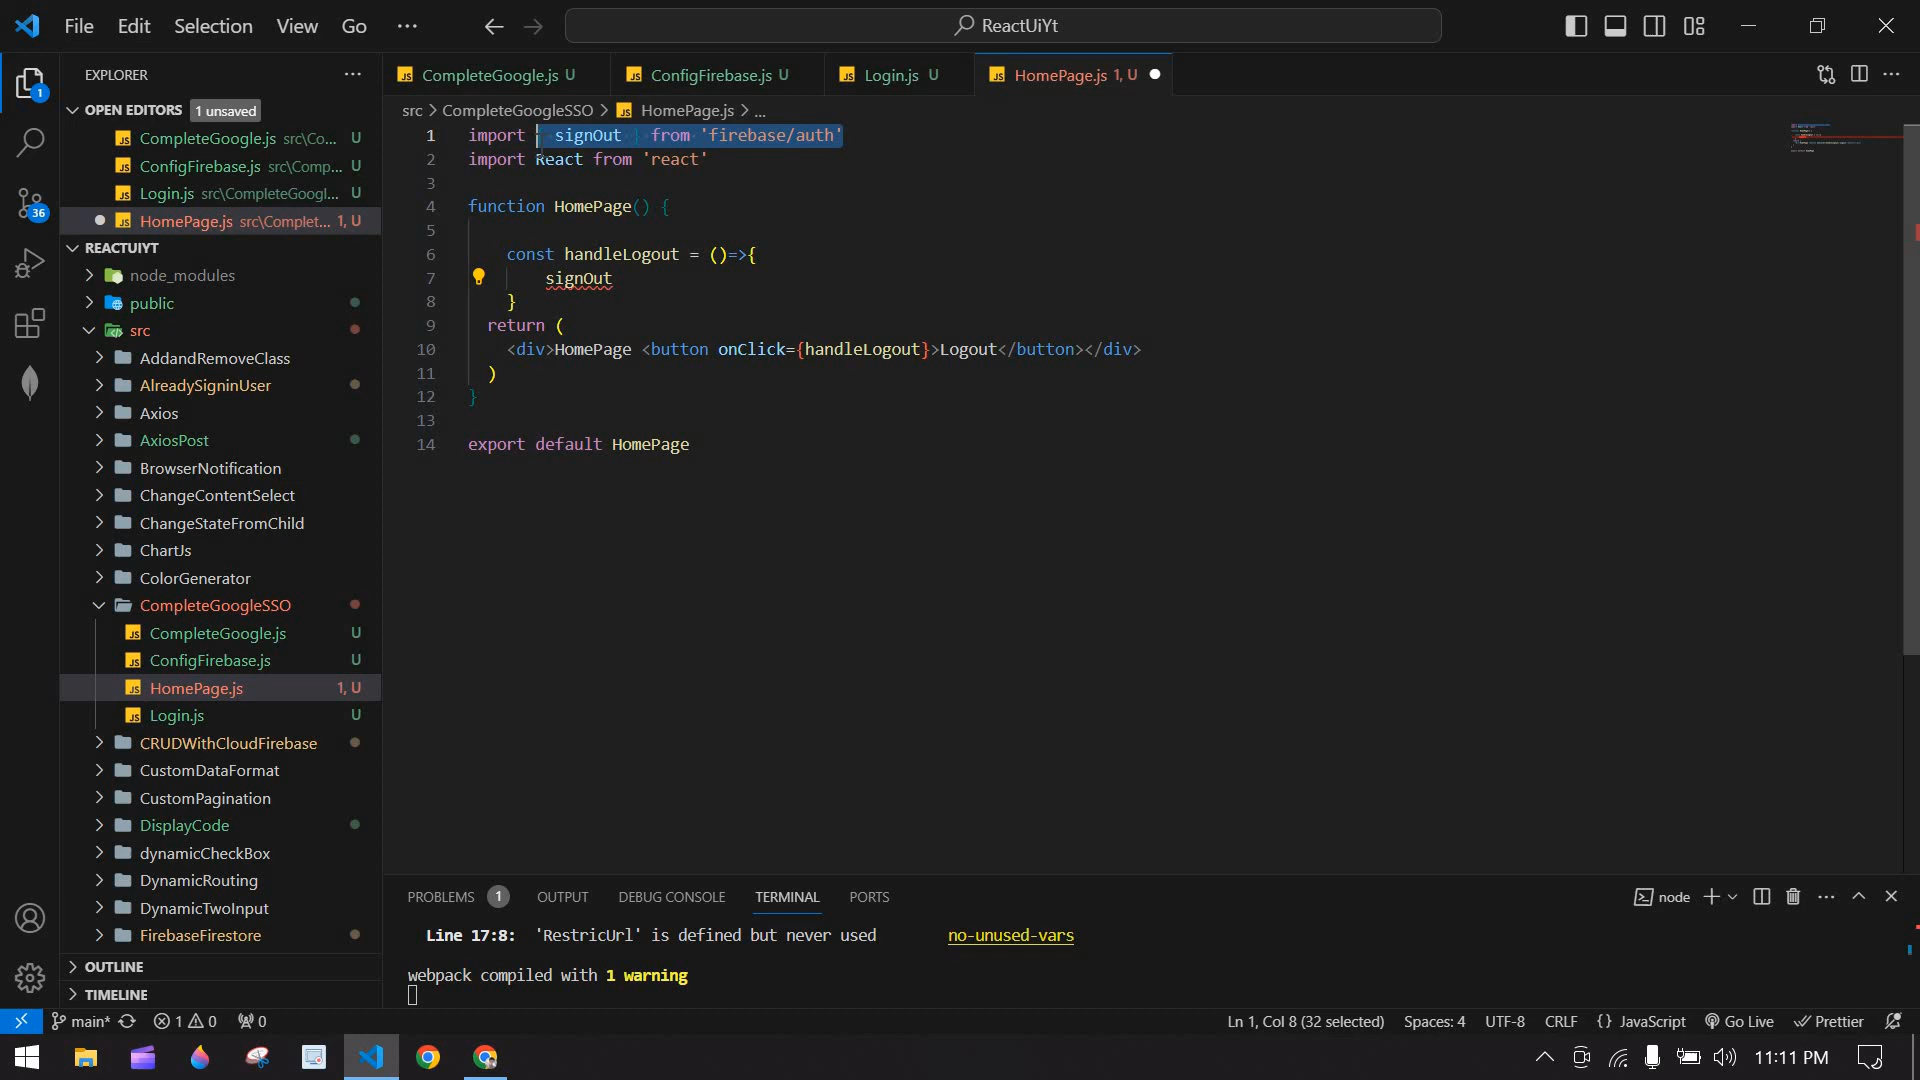 File Edit Selection View Go ReactUiYt
EXPLORER
OPEN EDITORS 1 unsaved
CompleteGoogle.js src\Co... U
ConfigFirebase.js src\Comp... U
Login.js src\CompleteGoogl... U
HomePage.js src\Complet... 1, U
REACTUIYT
node_modules
public
src
AddandRemoveClass
AlreadySigninUser
Axios
AxiosPost
BrowserNotification
ChangeContentSelect
ChangeStateFromChild
ChartJs
ColorGenerator
CompleteGoogleSSO
CompleteGoogle.js U
ConfigFirebase.js U
HomePage.js 1, U
Login.js U
CRUDWithCloudFirebase
CustomDataFormat
CustomPagination
DisplayCode
dynamicCheckBox
DynamicRouting
DynamicTwoInput
FirebaseFirestore
OUTLINE
TIMELINE
CompleteGoogle.js U ConfigFirebase.js U Login.js U HomePage.js 1, U
src > CompleteGoogleSSO > HomePage.js > ...
1 import { signOut } from 'firebase/auth'
2 import React from 'react'
3
4 function HomePage() {
5
6 const handleLogout = ()=>{
7 signOut
8 }
9 return (
10 <div>HomePage <button onClick={handleLogout}>Logout</button></div>
11 )
12 }
13
14 export default HomePage
PROBLEMS 1 OUTPUT DEBUG CONSOLE TERMINAL PORTS node
Line 17:8: 'RestricUrl' is defined but never used no-unused-vars
webpack compiled with 1 warning
main* 1 0 0 Ln 1, Col 8 (32 selected) Spaces: 4 UTF-8 CRLF {} JavaScript Go Live Prettier
11:11 PM
1
36